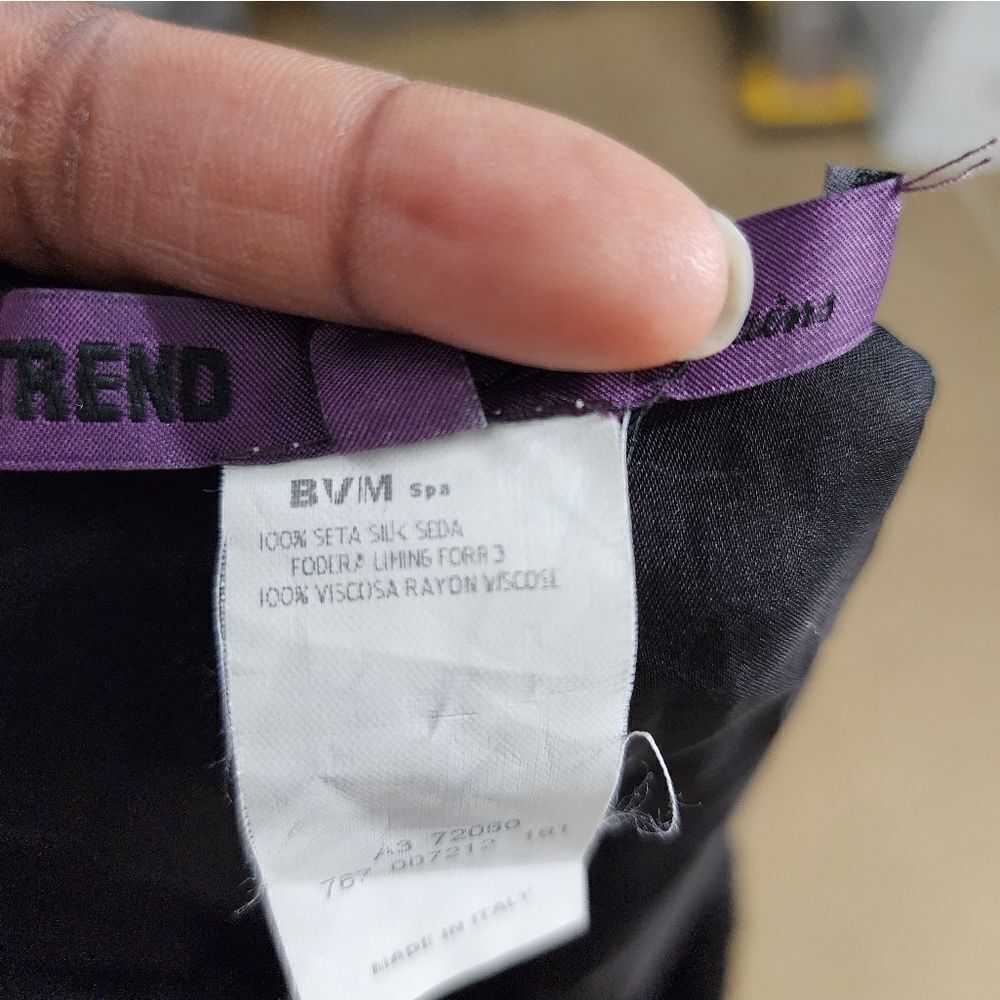 TREND
BVM Spa
100% SETA SILK SEDA
FODERA LINING FORRO
100% VISCOSA RAYON VISCOSE
A3 72060
767 007212 181
MADE IN ITALY